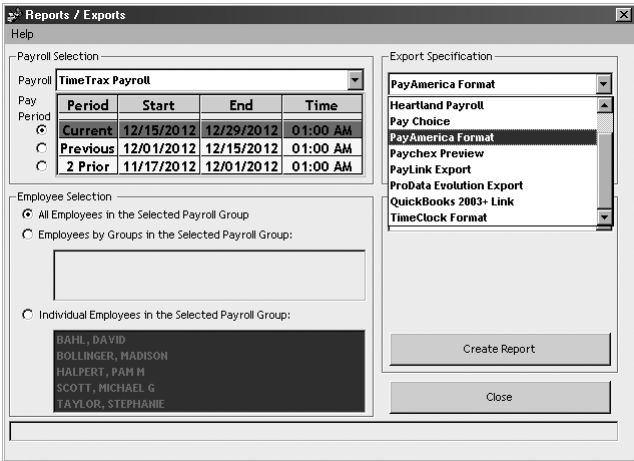 Reports / Exports
Help
Payroll Selection
Payroll TimeTrax Payroll
Pay Period
Period Start End Time
Current 12/15/2012 12/29/2012 01:00 AM
Previous 12/01/2012 12/15/2012 01:00 AM
2 Prior 11/17/2012 12/01/2012 01:00 AM
Export Specification
PayAmerica Format
Heartland Payroll
Pay Choice
PayAmerica Format
Paychex Preview
PayLink Export
ProData Evolution Export
QuickBooks 2003+ Link
TimeClock Format
Employee Selection
All Employees in the Selected Payroll Group
Employees by Groups in the Selected Payroll Group:
Individual Employees in the Selected Payroll Group:
BAHL, DAVID
BOLLINGER, MADISON
HALPERT, PAM M
SCOTT, MICHAEL G
TAYLOR, STEPHANIE
Create Report
Close